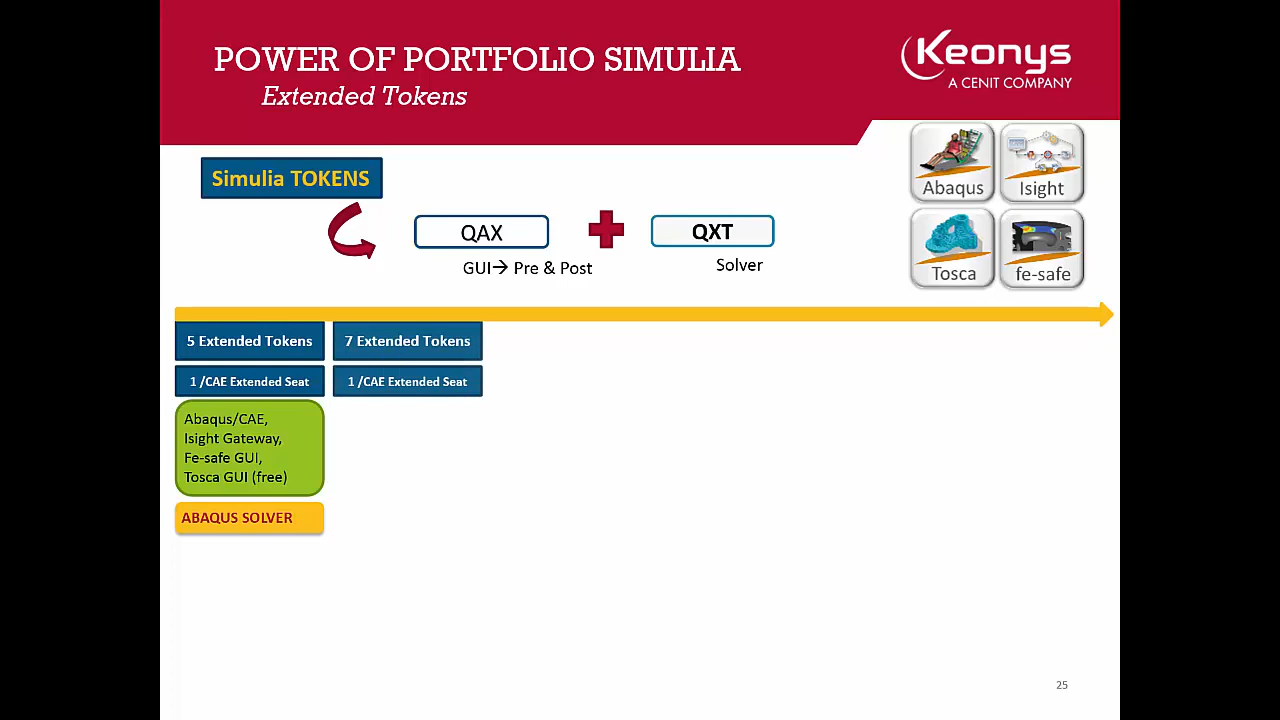 POWER OF PORTFOLIO SIMULIA
Extended Tokens
Keonys
A CENIT COMPANY
Simulia TOKENS
QAX
QXT
GUI→ Pre & Post
Solver
Abaqus
Isight
Tosca
fe-safe
5 Extended Tokens
7 Extended Tokens
1 /CAE Extended Seat
1 /CAE Extended Seat
Abaqus/CAE,
Isight Gateway,
Fe-safe GUI,
Tosca GUI (free)
ABAQUS SOLVER
25